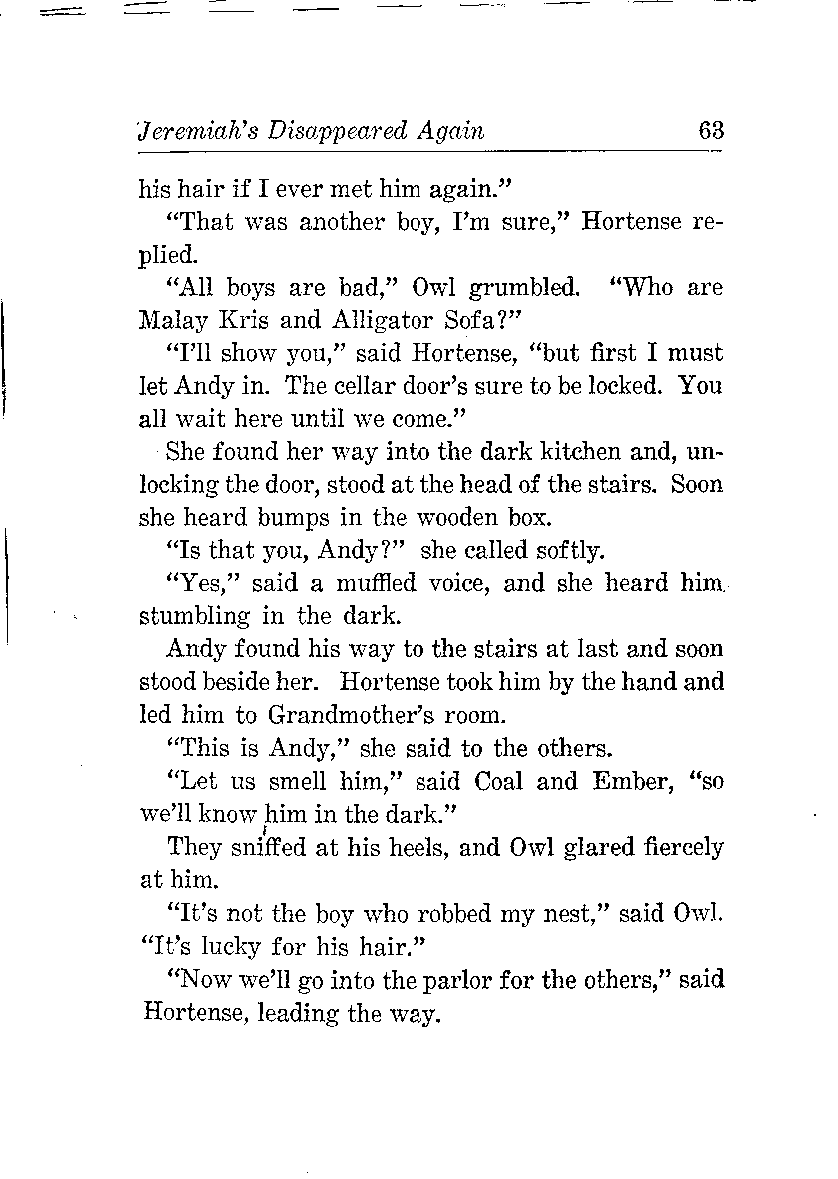 Jeremiah's Disappeared Again 63
his hair if I ever met him again.”
“That was another boy, I'm sure,” Hortense re-
plied.
“All boys are bad,” Owl grumbled. “Who are
Malay Kris and Alligator Sofa?”
“I'll show you,” said Hortense, “but first I must
let Andy in. The cellar door's sure to be locked. You
all wait here until we come.”
She found her way into the dark kitchen and, un-
locking the door, stood at the head of the stairs. Soon
she heard bumps in the wooden box.
“Is that you, Andy?” she called softly.
“Yes,” said a muffled voice, and she heard him
stumbling in the dark.
Andy found his way to the stairs at last and soon
stood beside her. Hortense took him by the hand and
led him to Grandmother's room.
“This is Andy,” she said to the others.
“Let us smell him,” said Coal and Ember, “so
we'll know him in the dark.”
They sniffed at his heels, and Owl glared fiercely
at him.
“It's not the boy who robbed my nest,” said Owl.
“It's lucky for his hair.”
“Now we'll go into the parlor for the others,” said
Hortense, leading the way.